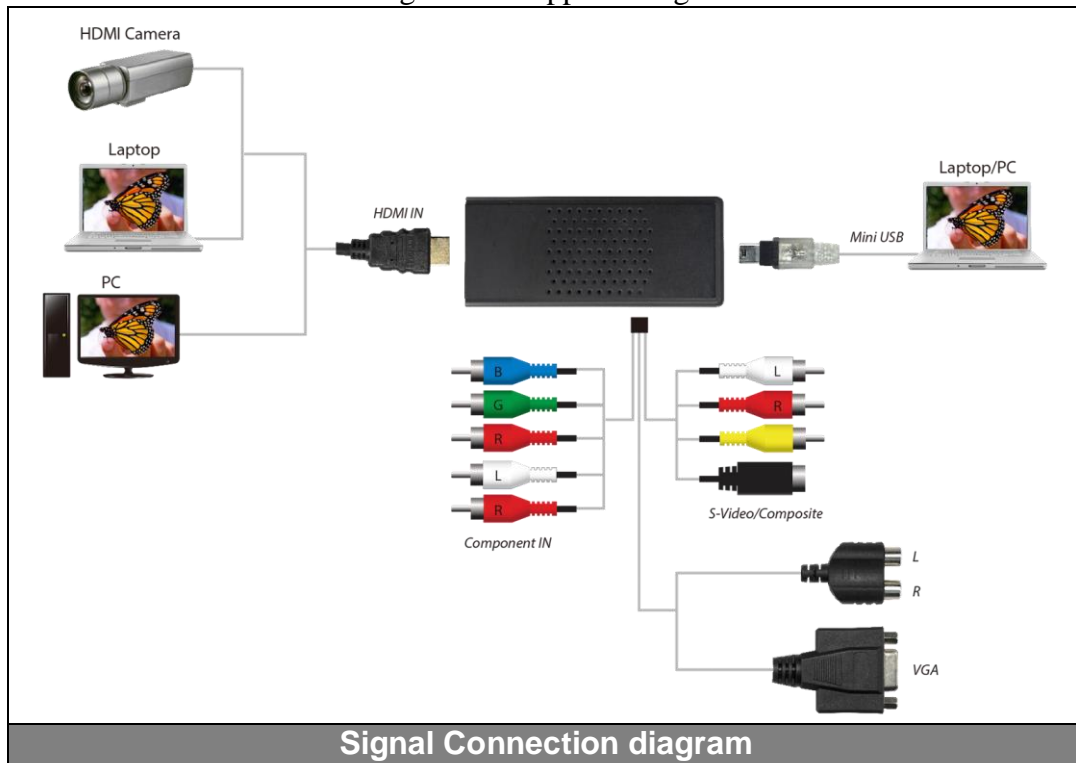 HDMI Camera
Laptop
PC
HDMI IN
Mini USB
Laptop/PC
B
G
R
L
R
Component IN
L
R
S-Video/Composite
L
R
VGA
Signal Connection diagram